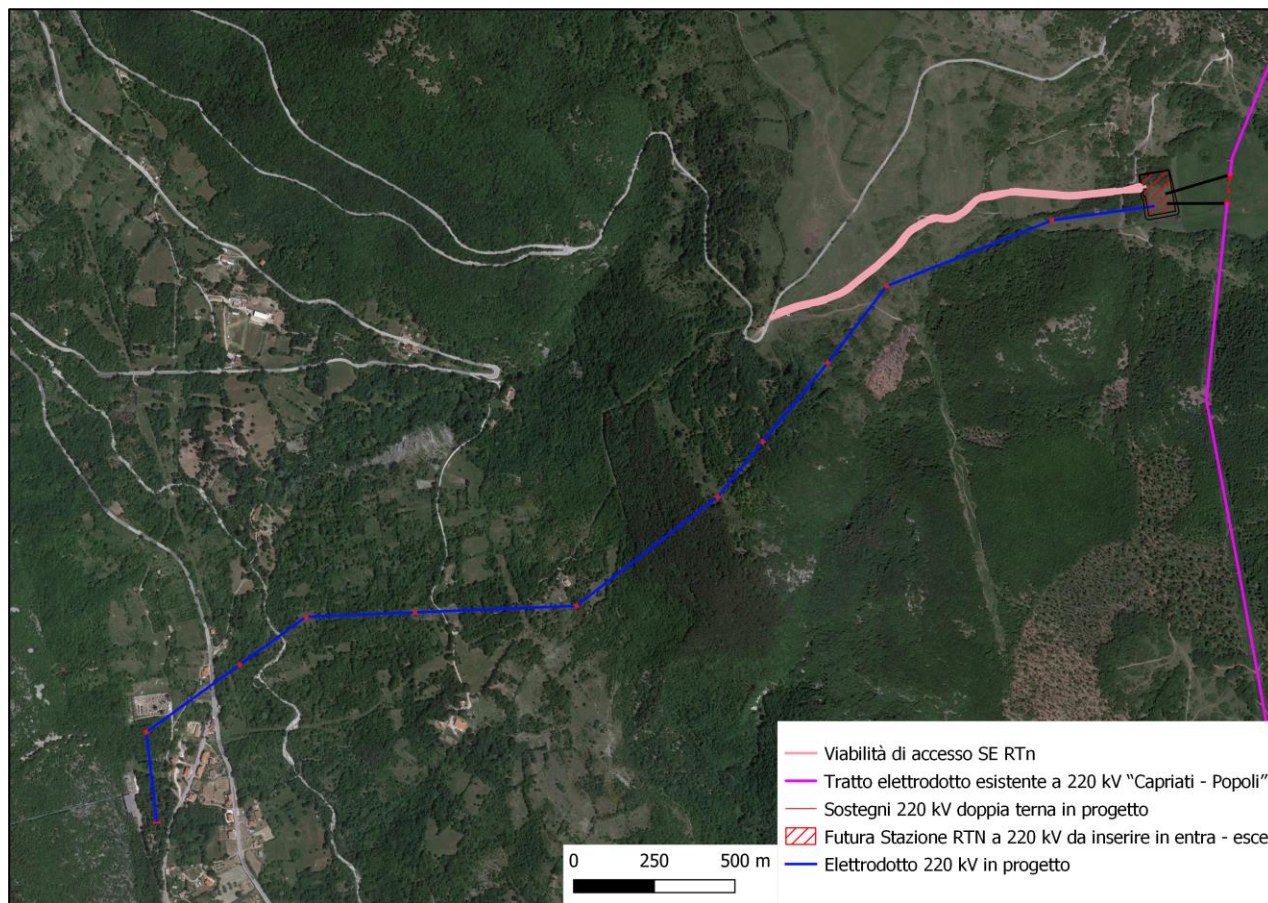 Viabilità di accesso SE RTn
Tratto elettrodotto esistente a 220 kV “Capriati - Popoli”
Sostegni 220 kV doppia terna in progetto
Futura Stazione RTN a 220 kV da inserire in entra - esce
Elettrodotto 220 kV in progetto
0 250 500 m